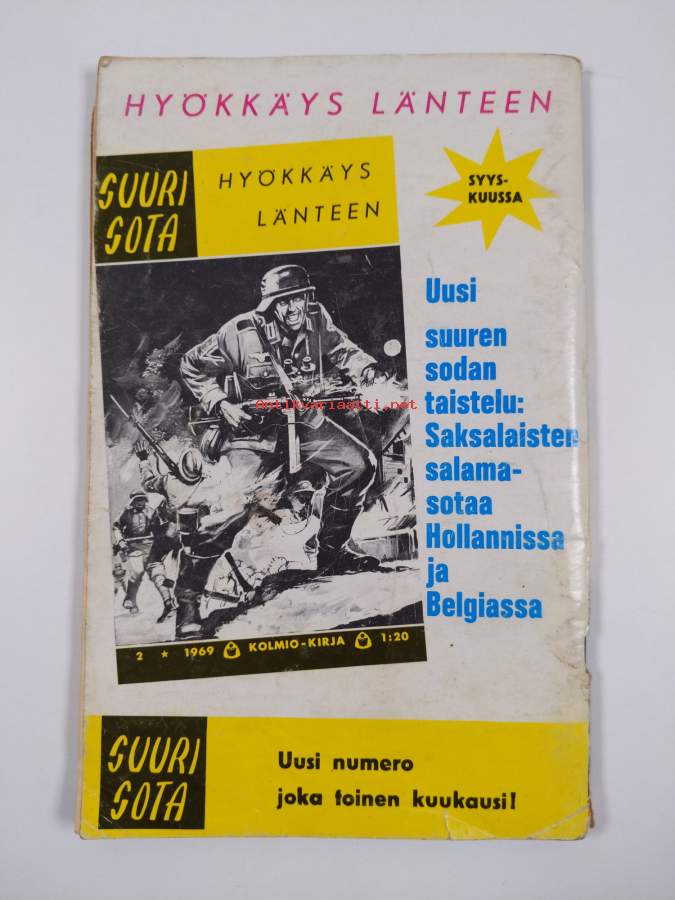 HYÖKKÄYS LÄNTEEN
SUURI
SOTA
HYÖKKÄYS
LÄNTEEN
SYYS-
KUUSSA
Uusi
suuren
sodan
taistelu:
Saksalaisten
salama-
sotaa
Hollannissa
ja
Belgiassa
Antikvariaatti.net
2 ★ 1969 KOLMIO-KIRJA 1:20
SUURI
SOTA
Uusi numero
joka toinen kuukausi!